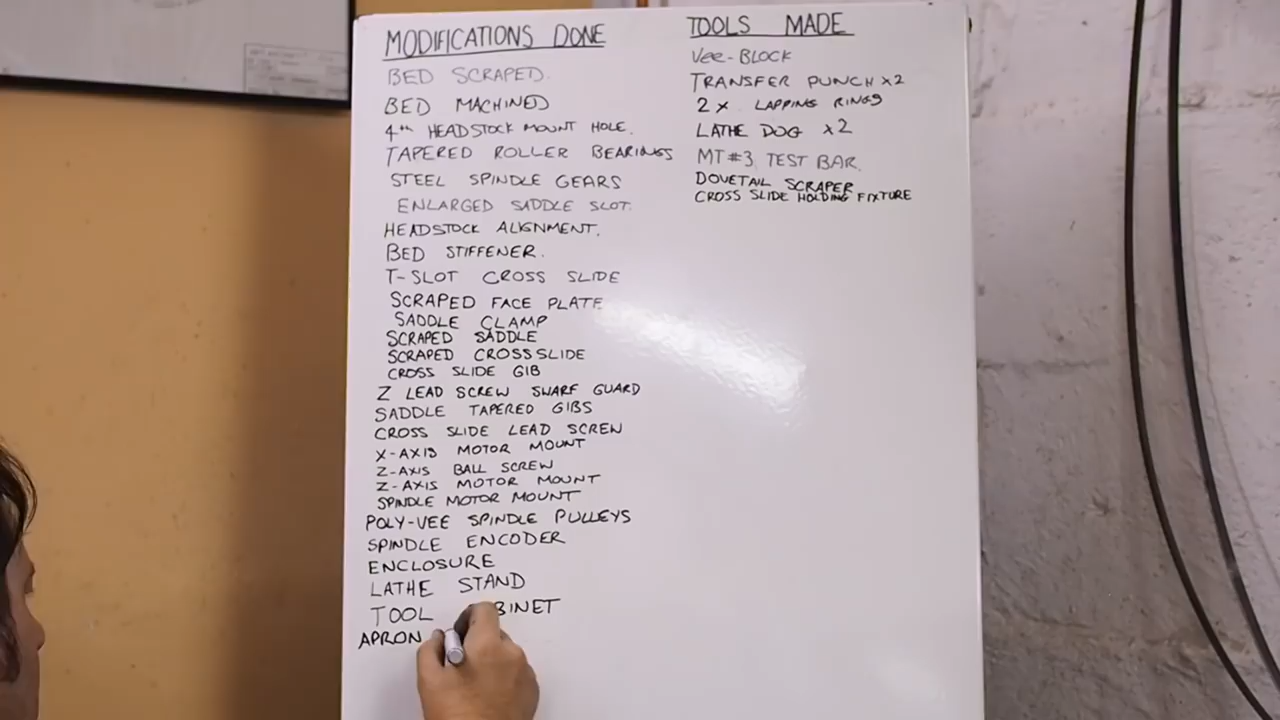 MODIFICATIONS DONE
BED SCRAPED.
BED MACHINED
4th HEADSTOCK MOUNT HOLE.
TAPERED ROLLER BEARINGS
STEEL SPINDLE GEARS
ENLARGED SADDLE SLOT.
HEADSTOCK ALIGNMENT.
BED STIFFENER.
T-SLOT CROSS SLIDE
SCRAPED FACE PLATE
SADDLE CLAMP
SCRAPED SADDLE
SCRAPED CROSSSLIDE
CROSS SLIDE GIB
Z LEAD SCREW SWARF GUARD
SADDLE TAPERED GIBS
CROSS SLIDE LEAD SCREW
X-AXIS MOTOR MOUNT
Z-AXIS BALL SCREW
Z-AXIS MOTOR MOUNT
SPINDLE MOTOR MOUNT
POLY-VEE SPINDLE PULLEYS
SPINDLE ENCODER
ENCLOSURE
LATHE STAND
TOOL BINET
APRON
TOOLS MADE
Vee-BLOCK
TRANSFER PUNCH x2
2 x LAPPING RINGS
LATHE DOG x2
MT#3 TEST BAR.
DOVETAIL SCRAPER
CROSS SLIDE HOLDING FIXTURE